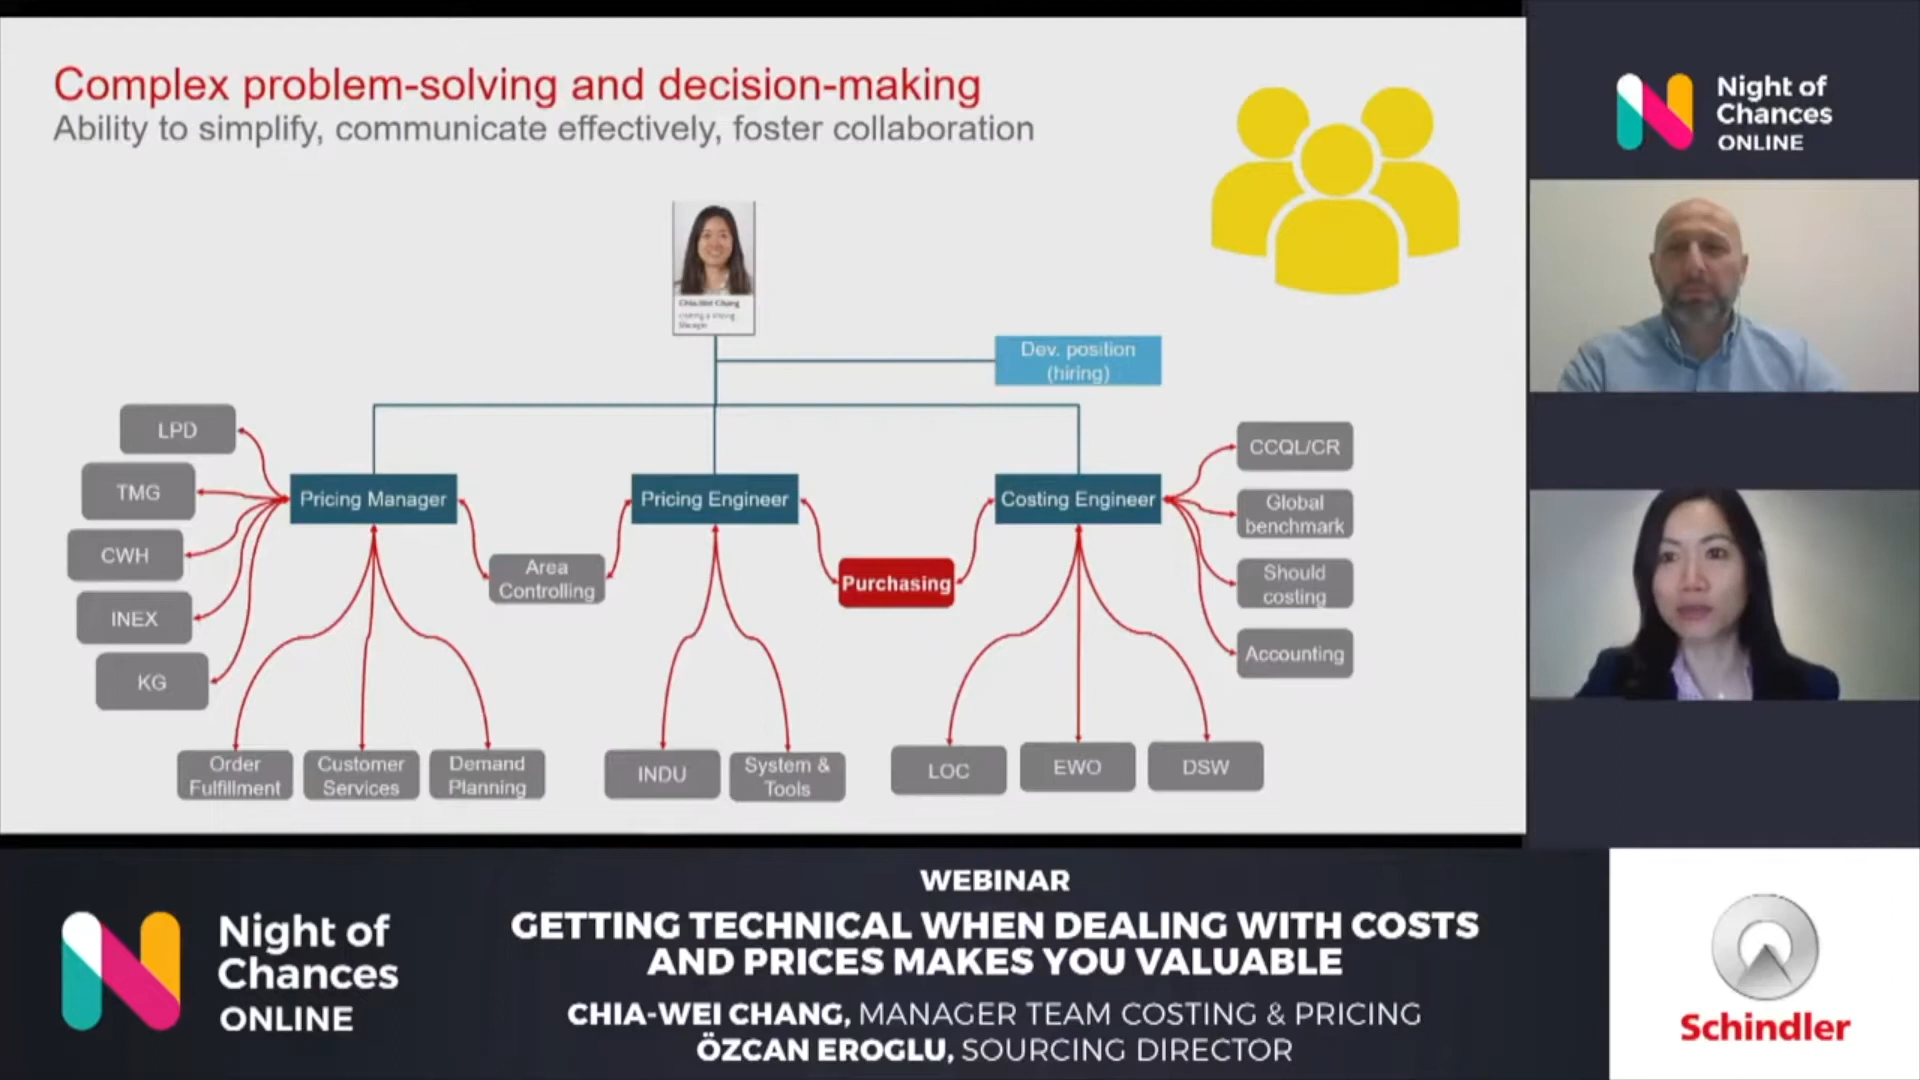 Complex problem-solving and decision-making
Ability to simplify, communicate effectively, foster collaboration
Chia-Wei Chang
Manager
Dev. position
(hiring)
LPD
TMG
CWH
INEX
KG
Pricing Manager
Pricing Engineer
Costing Engineer
Area
Controlling
Purchasing
CCQL/CR
Global
benchmark
Should
costing
Accounting
Order
Fulfillment
Customer
Services
Demand
Planning
INDU
System &
Tools
LOC
EWO
DSW
Night of
Chances
ONLINE
Night of
Chances
ONLINE
WEBINAR
GETTING TECHNICAL WHEN DEALING WITH COSTS
AND PRICES MAKES YOU VALUABLE
CHIA-WEI CHANG, MANAGER TEAM COSTING & PRICING
ÖZCAN EROGLU, SOURCING DIRECTOR
Schindler